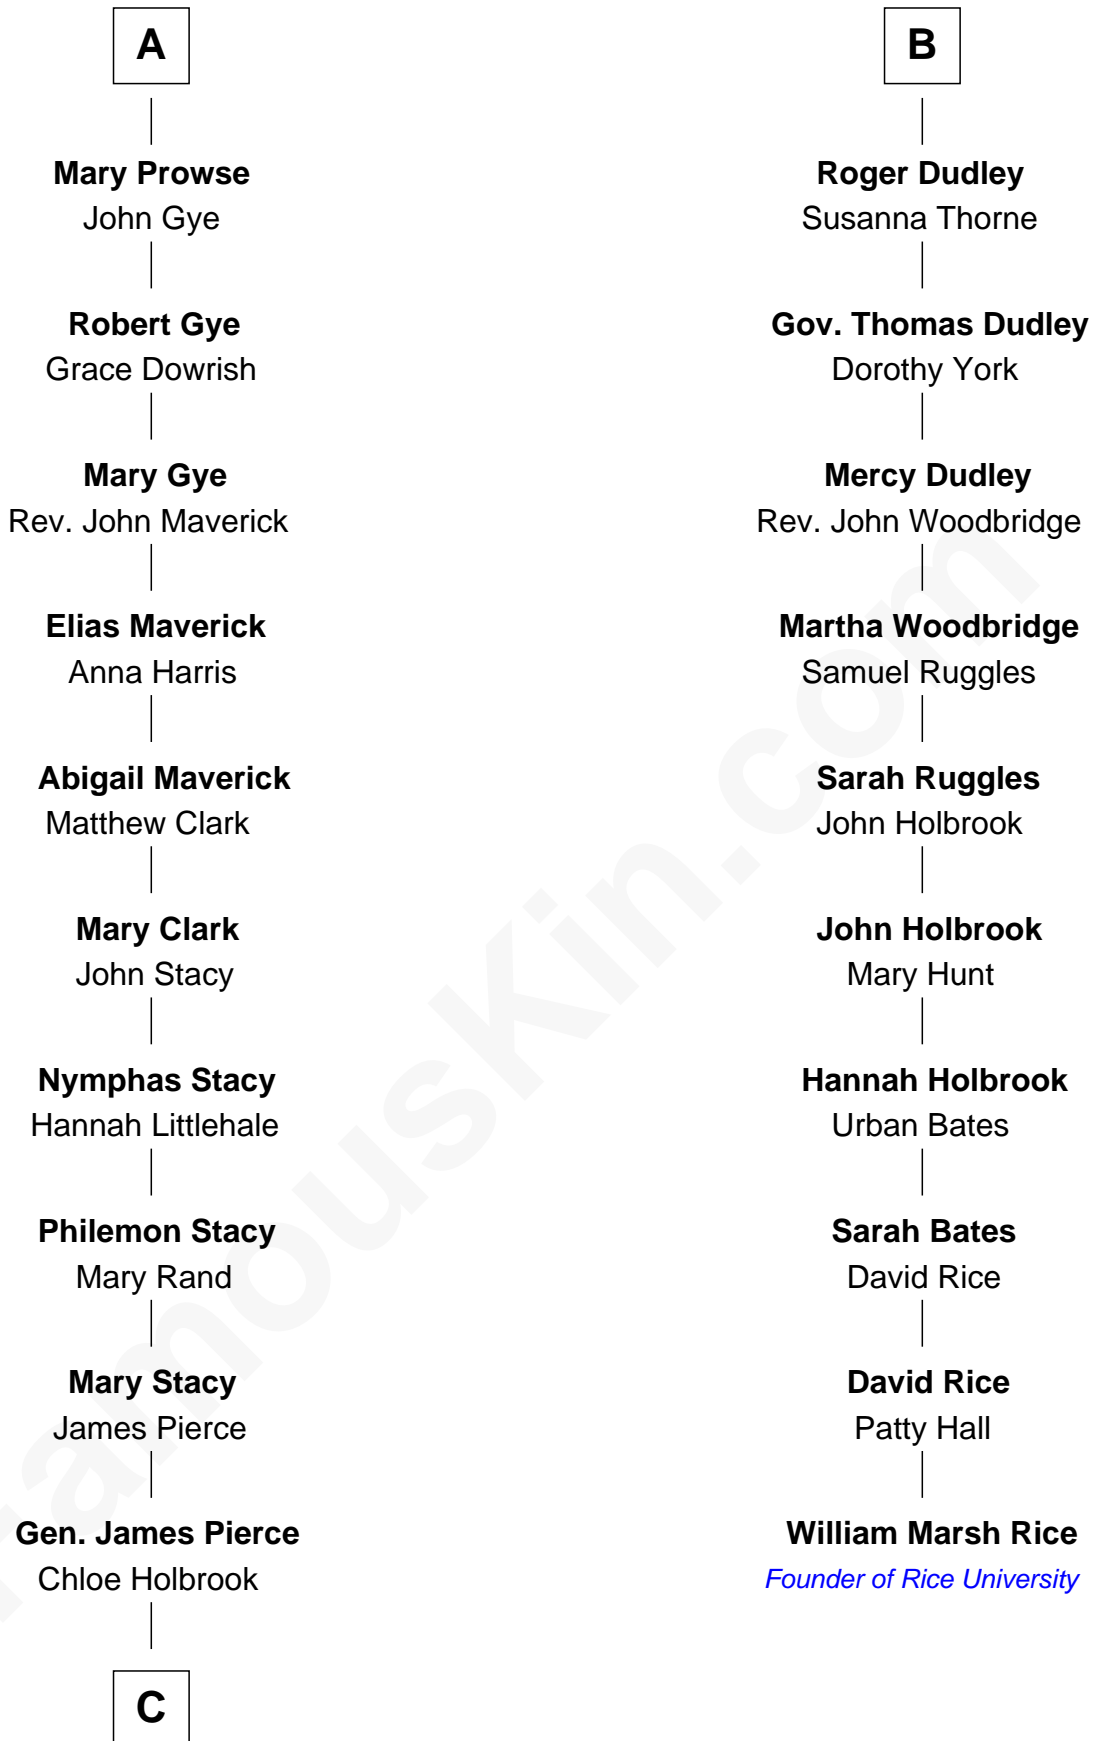 A
Mary Prowse
John Gye
Robert Gye
Grace Dowrish
Mary Gye
Rev. John Maverick
Elias Maverick
Anna Harris
Abigail Maverick
Matthew Clark
Mary Clark
John Stacy
Nymphas Stacy
Hannah Littlehale
Philemon Stacy
Mary Rand
Mary Stacy
James Pierce
Gen. James Pierce
Chloe Holbrook
C
B
Roger Dudley
Susanna Thorne
Gov. Thomas Dudley
Dorothy York
Mercy Dudley
Rev. John Woodbridge
Martha Woodbridge
Samuel Ruggles
Sarah Ruggles
John Holbrook
John Holbrook
Mary Hunt
Hannah Holbrook
Urban Bates
Sarah Bates
David Rice
David Rice
Patty Hall
William Marsh Rice
Founder of Rice University
FamousKin.com